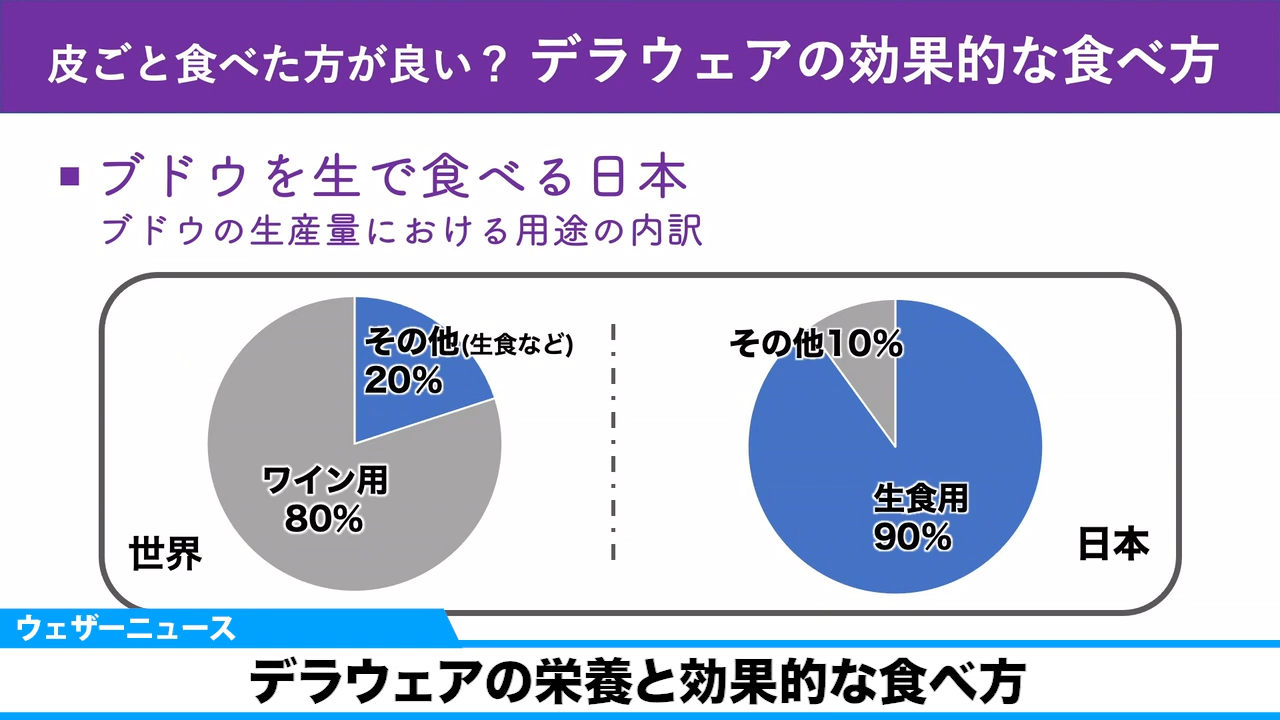 皮ごと食べた方が良い？ デラウェアの効果的な食べ方
■ ブドウを生で食べる日本
ブドウの生産量における用途の内訳
その他(生食など)
20%
ワイン用
80%
世界
その他10%
生食用
90%
日本
ウェザーニュース
デラウェアの栄養と効果的な食べ方